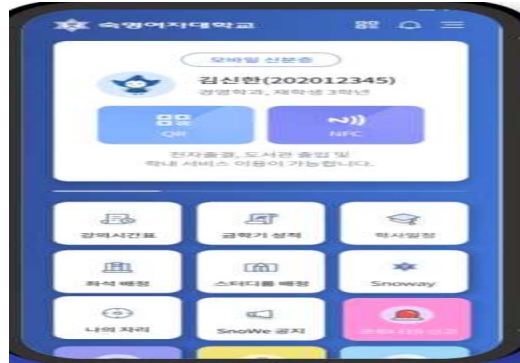 숙명여자대학교
모바일 신분증
김신한(202012345)
경영학과, 재학생 3학년
QR
NFC
전자출결, 도서관 출입 및
학내 서비스 이용이 가능합니다.
강의시간표
금학기 성적
학사일정
좌석 배정
스터디룸 배정
Snoway
나의 자리
SnoWe 공지